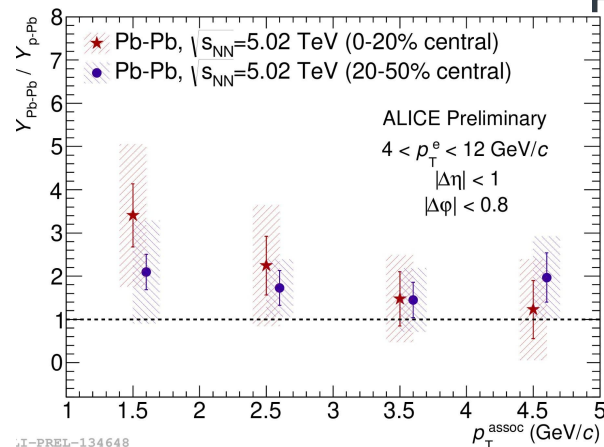 Pb-Pb, √s_NN=5.02 TeV (0-20% central)
Pb-Pb, √s_NN=5.02 TeV (20-50% central)
ALICE Preliminary
4 < p_T^e < 12 GeV/c
|Δη| < 1
|Δφ| < 0.8
Y_Pb-Pb / Y_p-Pb
8
7
6
5
4
3
2
1
0
1 1.5 2 2.5 3 3.5 4 4.5 5
p_T^assoc (GeV/c)
LI-PREL-134648